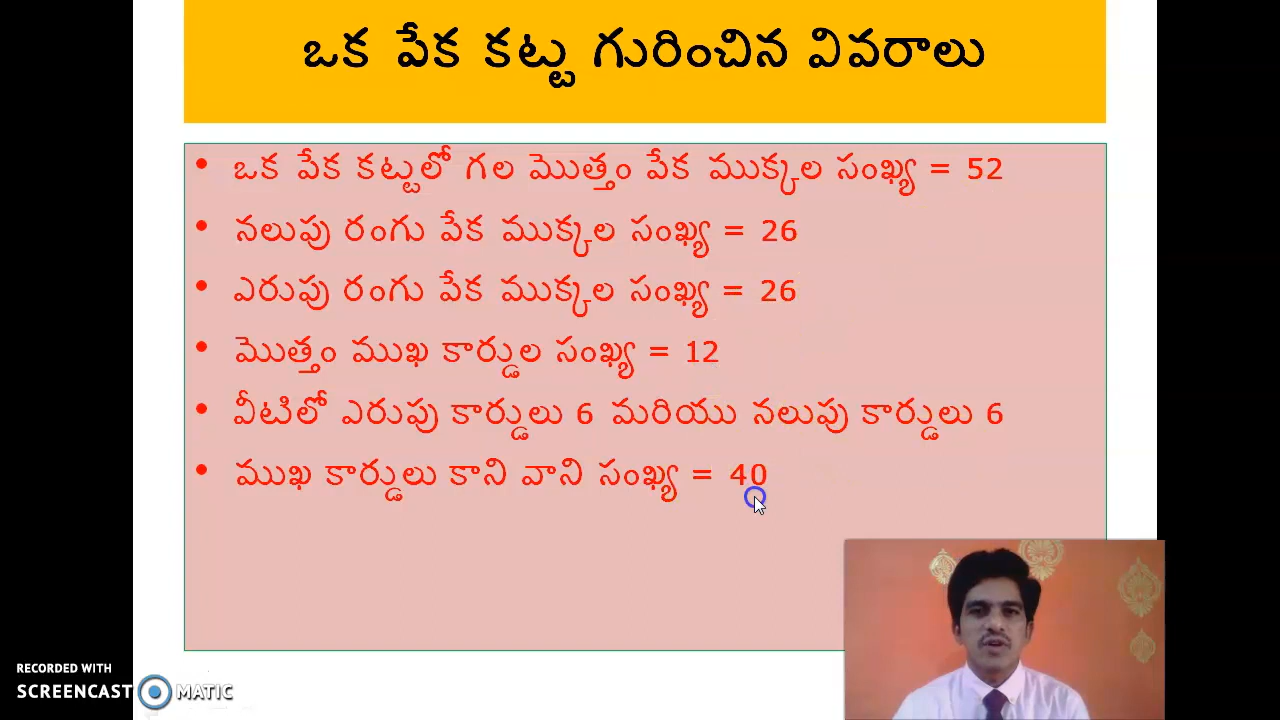 ఒక పేక కట్ట గురించిన వివరాలు
• ఒక పేక కట్టలో గల మొత్తం పేక ముక్కల సంఖ్య = 52
• నలుపు రంగు పేక ముక్కల సంఖ్య = 26
• ఎరుపు రంగు పేక ముక్కల సంఖ్య = 26
• మొత్తం ముఖ కార్డుల సంఖ్య = 12
• వీటిలో ఎరుపు కార్డులు 6 మరియు నలుపు కార్డులు 6
• ముఖ కార్డులు కాని వాని సంఖ్య = 40
RECORDED WITH
SCREENCAST MATIC